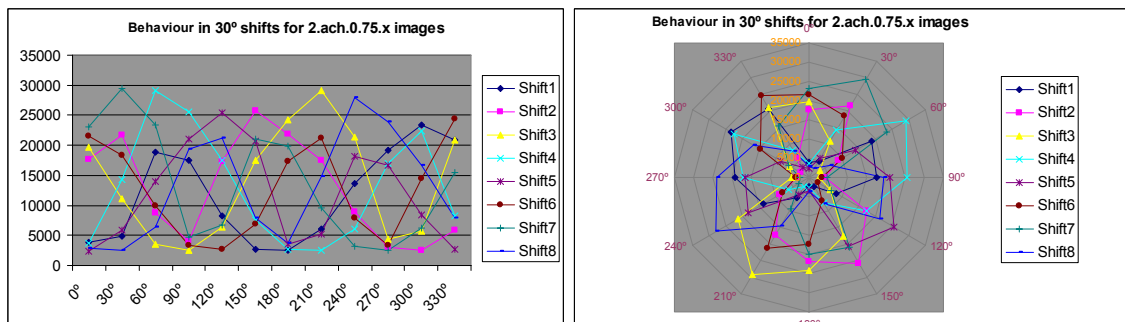 Behaviour in 30º shifts for 2.ach.0.75.x images
35000
30000
25000
20000
15000
10000
5000
0
0º
30º
60º
90º
120º
150º
180º
210º
240º
270º
300º
330º
Shift1
Shift2
Shift3
Shift4
Shift5
Shift6
Shift7
Shift8
Behaviour in 30º shifts for 2.ach.0.75.x images
0º
30º
60º
90º
120º
150º
210º
240º
270º
300º
330º
35000
30000
25000
Shift1
Shift2
Shift3
Shift4
Shift5
Shift6
Shift7
Shift8